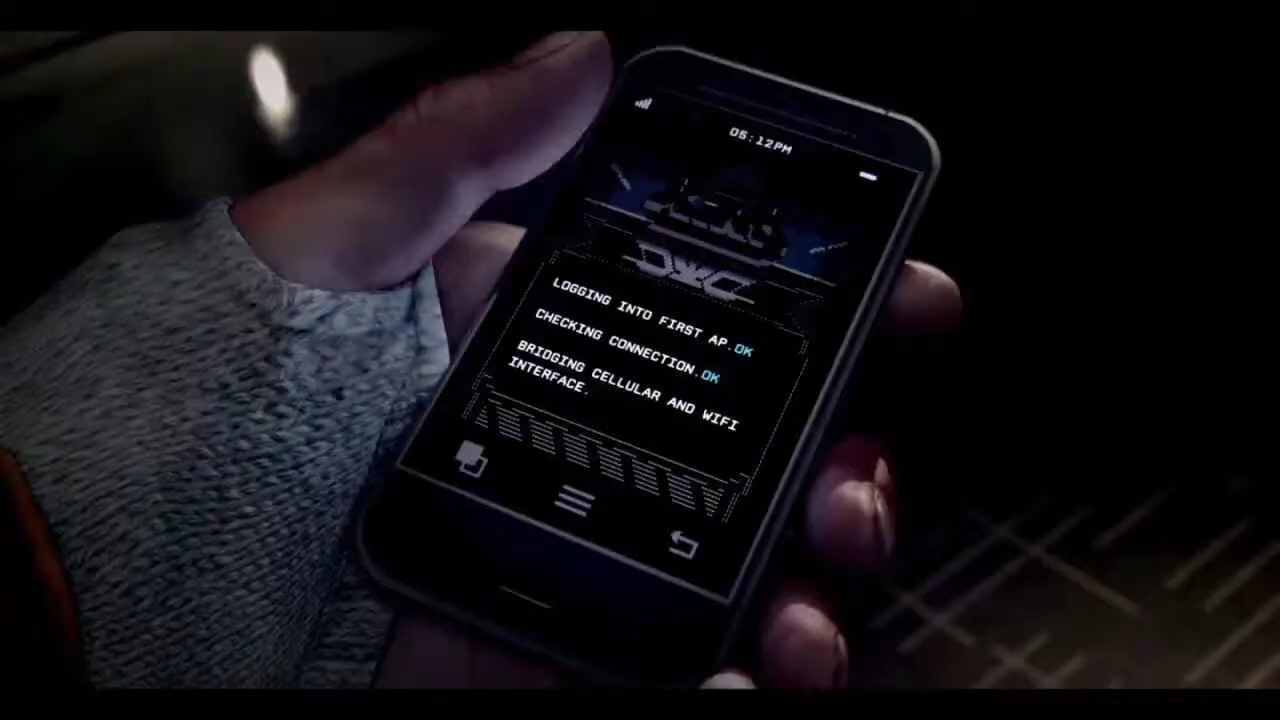 05:12PM
LOGGING INTO FIRST AP.OK
CHECKING CONNECTION.OK
BRIDGING CELLULAR AND WIFI
INTERFACE.